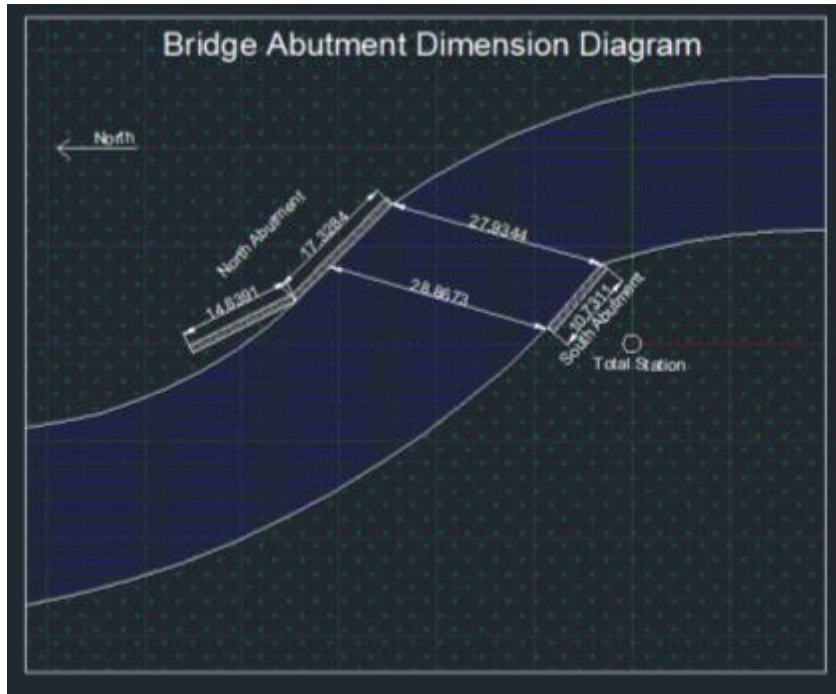 Bridge Abutment Dimension Diagram
North
North Abutment
17.3284
27.9344
14.8391
28.8673
10.7311
South Abutment
Total Station